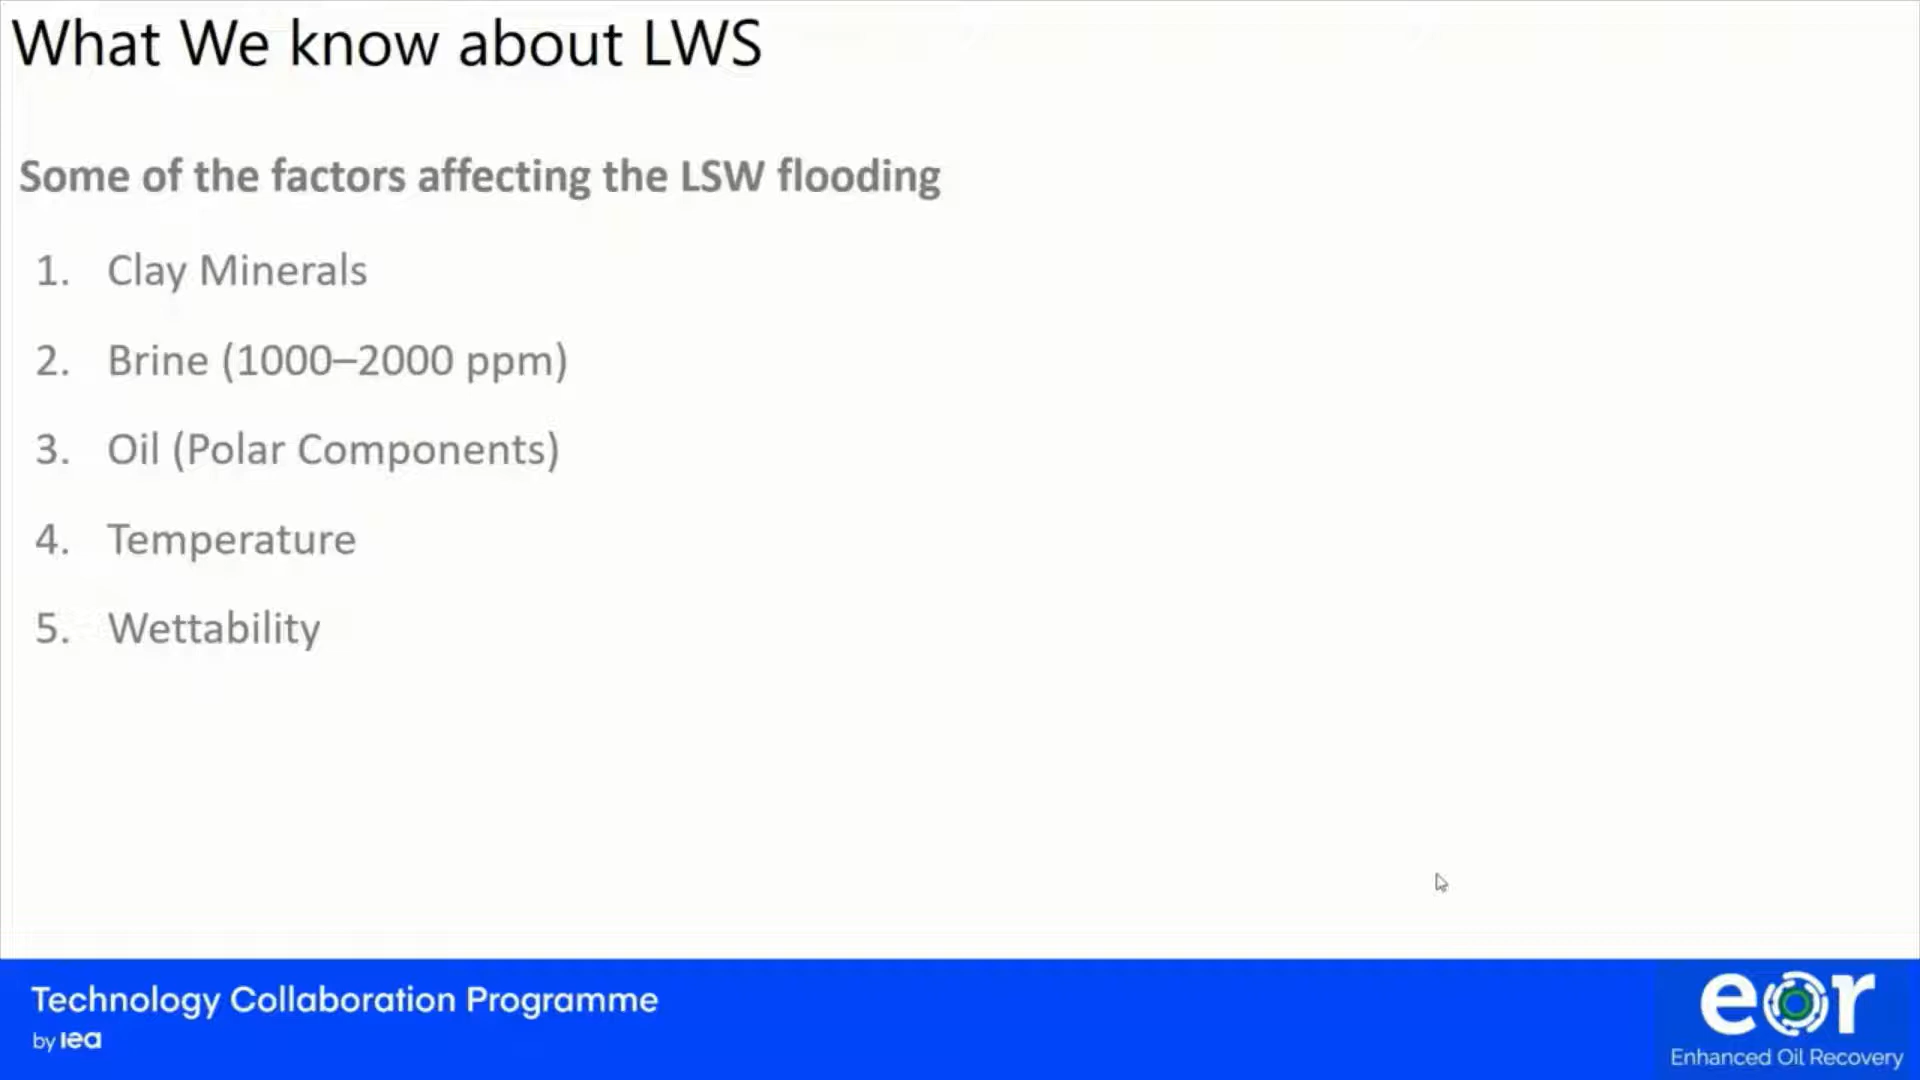 What We know about LWS
Some of the factors affecting the LSW flooding
1. Clay Minerals
2. Brine (1000–2000 ppm)
3. Oil (Polar Components)
4. Temperature
5. Wettability
Technology Collaboration Programme
by iea
eor
Enhanced Oil Recovery